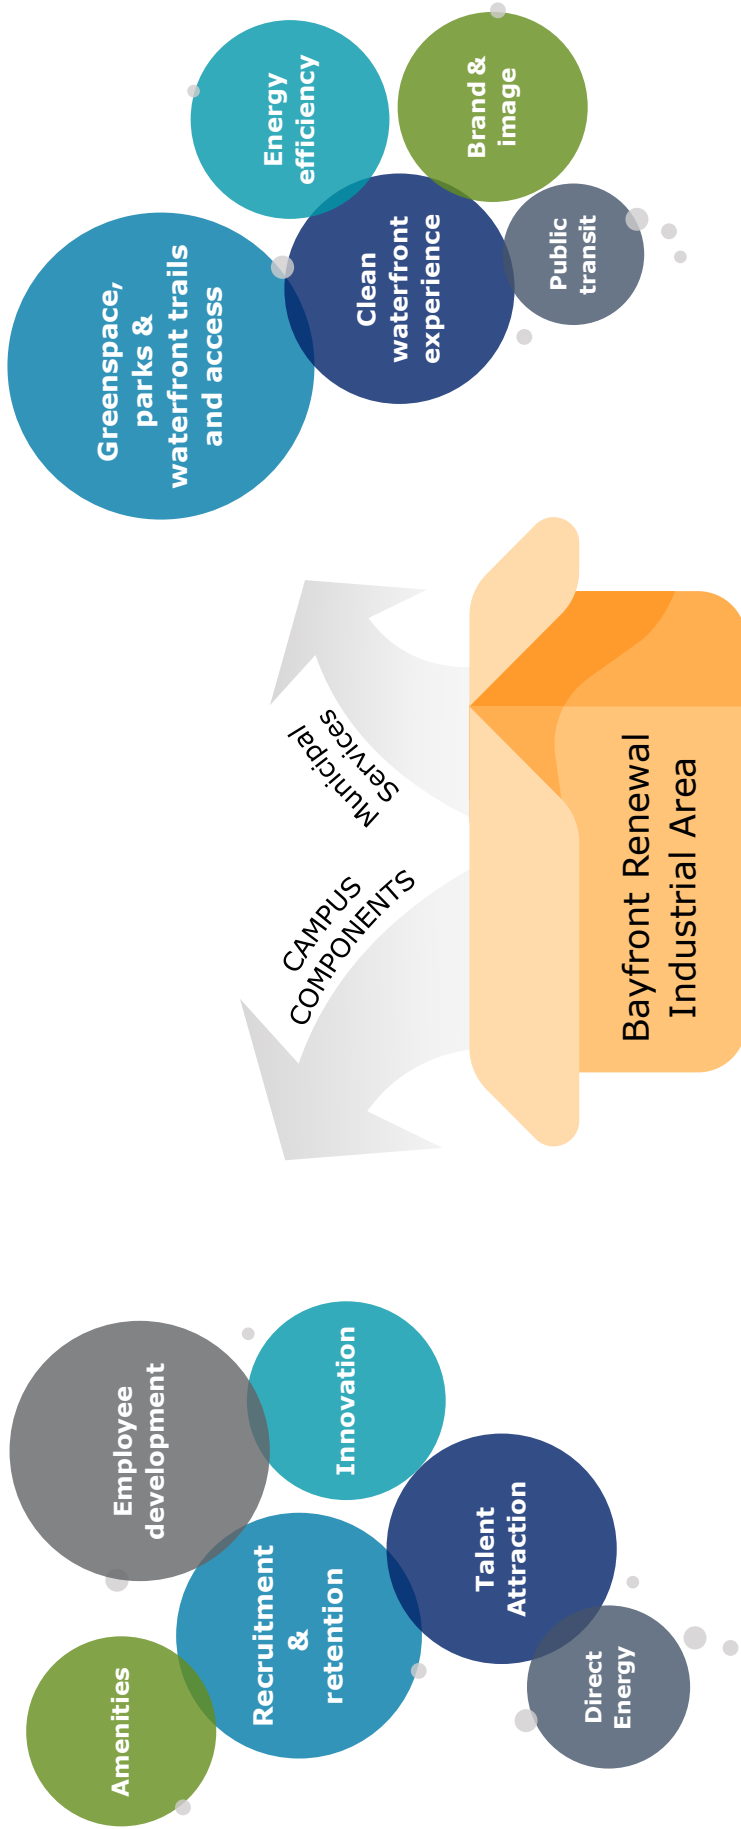 Amenities
Employee
development
Recruitment
&
retention
Innovation
Talent
Attraction
Direct
Energy
CAMPUS
COMPONENTS
Municipal
Services
Greenspace,
parks &
waterfront trails
and access
Energy
efficiency
Clean
waterfront
experience
Brand &
image
Public
transit
Bayfront Renewal
Industrial Area